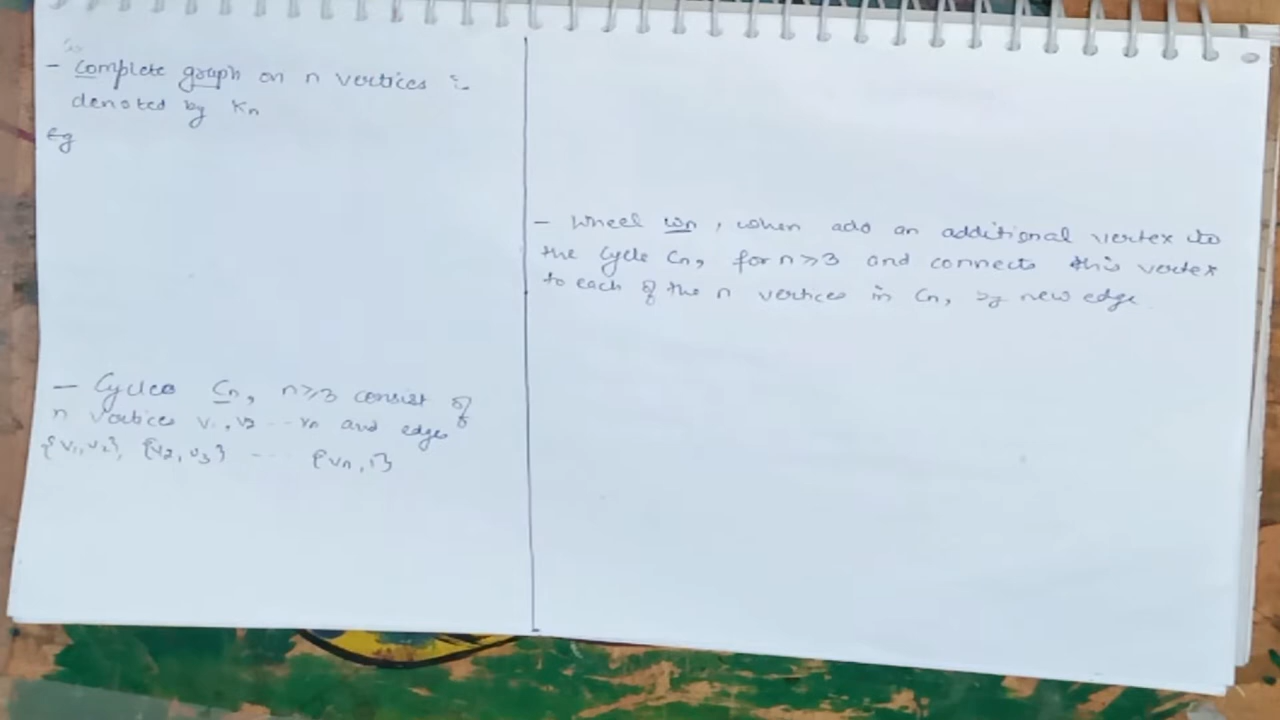 - Complete graph on n vertices :-
denoted by Kn
Eg
- Cycles Cn, n≥3 consist of
n vertices v1, v2 --- vn and edges
{v1,v2}, {v2,v3} ---- {vn,1}
- Wheel wn, when add an additional vertex to
the cycle Cn, for n≥3 and connects this vertex
to each of the n vertices in Cn, by new edge.